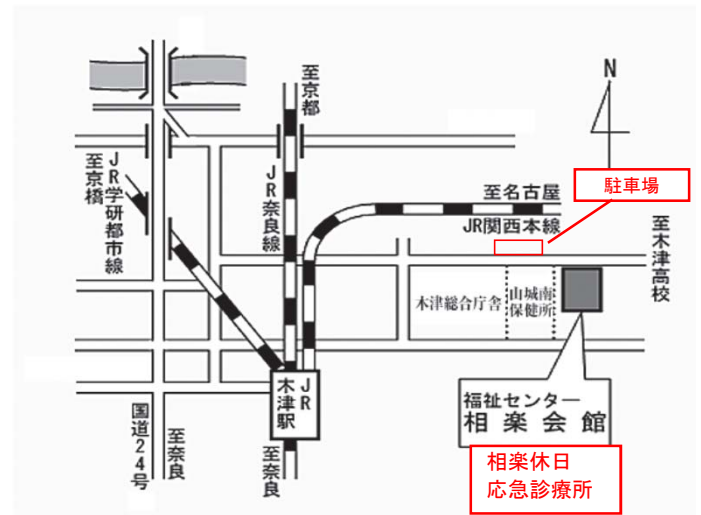 至京都
N
JR学研都市線
至京橋
JR奈良線
至名古屋
JR関西本線
駐車場
至木津高校
木津総合庁舎
山城南
保健所
JR
木津駅
福祉センター
相楽会館
相楽休日
応急診療所
国道24号
至奈良
至奈良